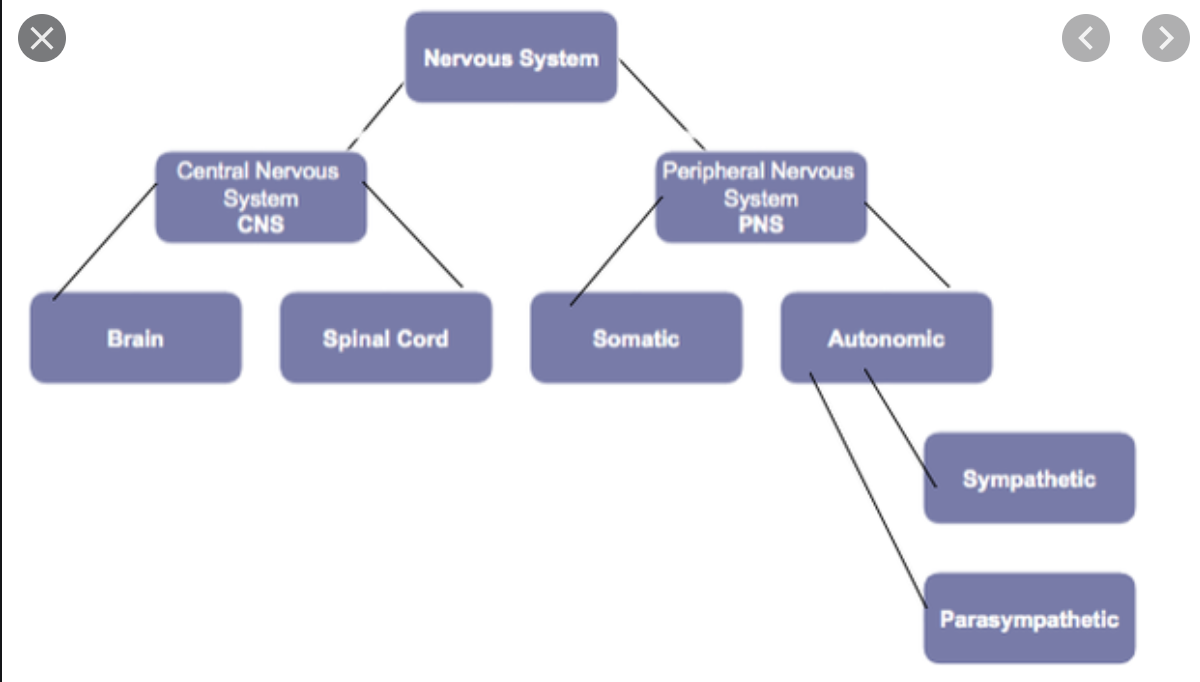 Nervous System
Central Nervous
System
CNS
Peripheral Nervous
System
PNS
Brain
Spinal Cord
Somatic
Autonomic
Sympathetic
Parasympathetic